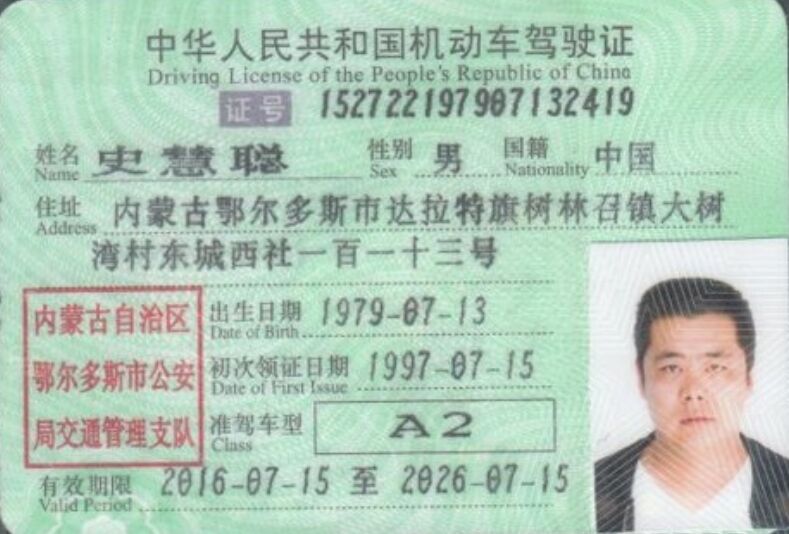 中华人民共和国机动车驾驶证
Driving License of the People's Republic of China
证号 152722197907132419
姓名 史慧聪 性别 男 国籍 中国
Name Sex Nationality
住址 内蒙古鄂尔多斯市达拉特旗树林召镇大树
Address
湾村东城西社一百一十三号
内蒙古自治区
鄂尔多斯市公安
局交通管理支队
出生日期 1979-07-13
Date of Birth
初次领证日期 1997-07-15
Date of First Issue
准驾车型 A2
Class
有效期限 2016-07-15 至 2026-07-15
Valid Period